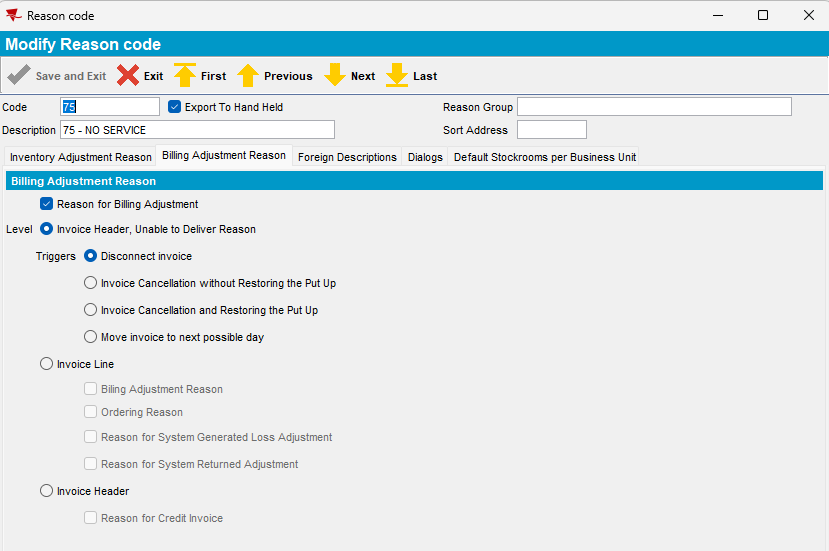 Reason code
Modify Reason code
Save and Exit Exit First Previous Next Last
Code 75 Export To Hand Held Reason Group
Description 75 - NO SERVICE Sort Address
Inventory Adjustment Reason Billing Adjustment Reason Foreign Descriptions Dialogs Default Stockrooms per Business Unit
Billing Adjustment Reason
Reason for Billing Adjustment
Level Invoice Header, Unable to Deliver Reason
Triggers Disconnect invoice
Invoice Cancellation without Restoring the Put Up
Invoice Cancellation and Restoring the Put Up
Move invoice to next possible day
Invoice Line
Biling Adjustment Reason
Ordering Reason
Reason for System Generated Loss Adjustment
Reason for System Returned Adjustment
Invoice Header
Reason for Credit Invoice